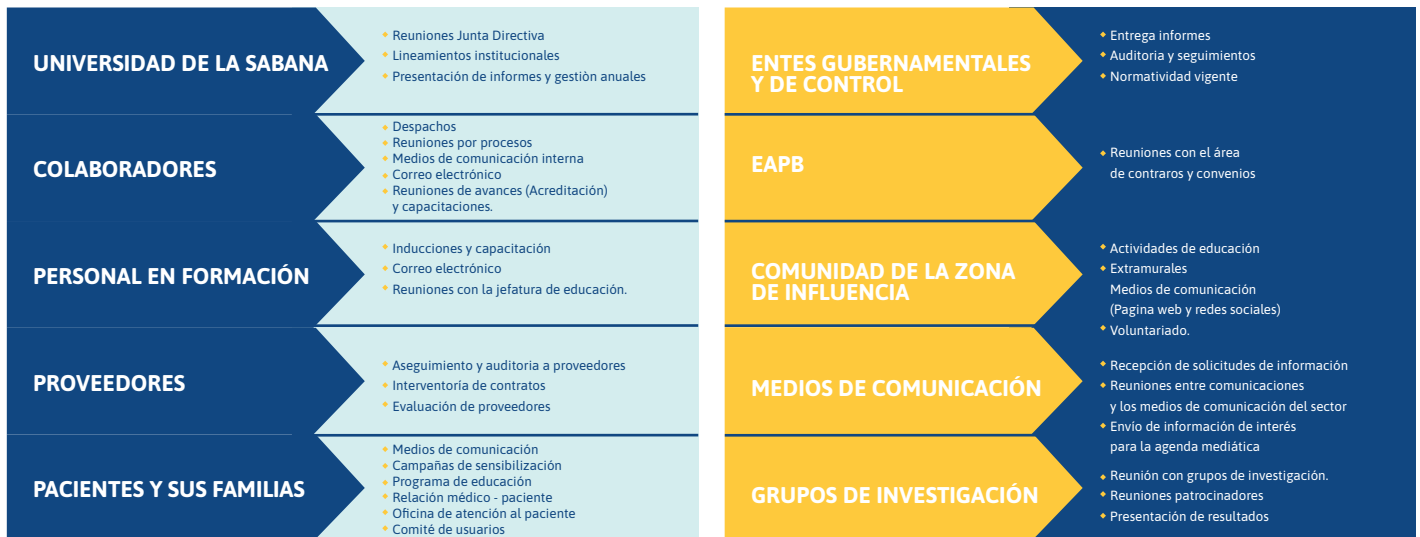 UNIVERSIDAD DE LA SABANA
Reuniones Junta Directiva
Lineamientos institucionales
Presentación de informes y gestiòn anuales
COLABORADORES
Despachos
Reuniones por procesos
Medios de comunicación interna
Correo electrónico
Reuniones de avances (Acreditación)
y capacitaciones.
PERSONAL EN FORMACIÓN
Inducciones y capacitación
Correo electrónico
Reuniones con la jefatura de educación.
PROVEEDORES
Aseguimiento y auditoria a proveedores
Interventoría de contratos
Evaluación de proveedores
PACIENTES Y SUS FAMILIAS
Medios de comunicación
Campañas de sensibilización
Programa de educación
Relación médico - paciente
Oficina de atención al paciente
Comité de usuarios
ENTES GUBERNAMENTALES
Y DE CONTROL
Entrega informes
Auditoria y seguimientos
Normatividad vigente
EAPB
Reuniones con el área
de contraros y convenios
COMUNIDAD DE LA ZONA
DE INFLUENCIA
Actividades de educación
Extramurales
Medios de comunicación
(Pagina web y redes sociales)
Voluntariado.
MEDIOS DE COMUNICACIÓN
Recepción de solicitudes de información
Reuniones entre comunicaciones
y los medios de comunicación del sector
Envío de información de interés
para la agenda mediática
GRUPOS DE INVESTIGACIÓN
Reunión con grupos de investigación.
Reuniones patrocinadores
Presentación de resultados